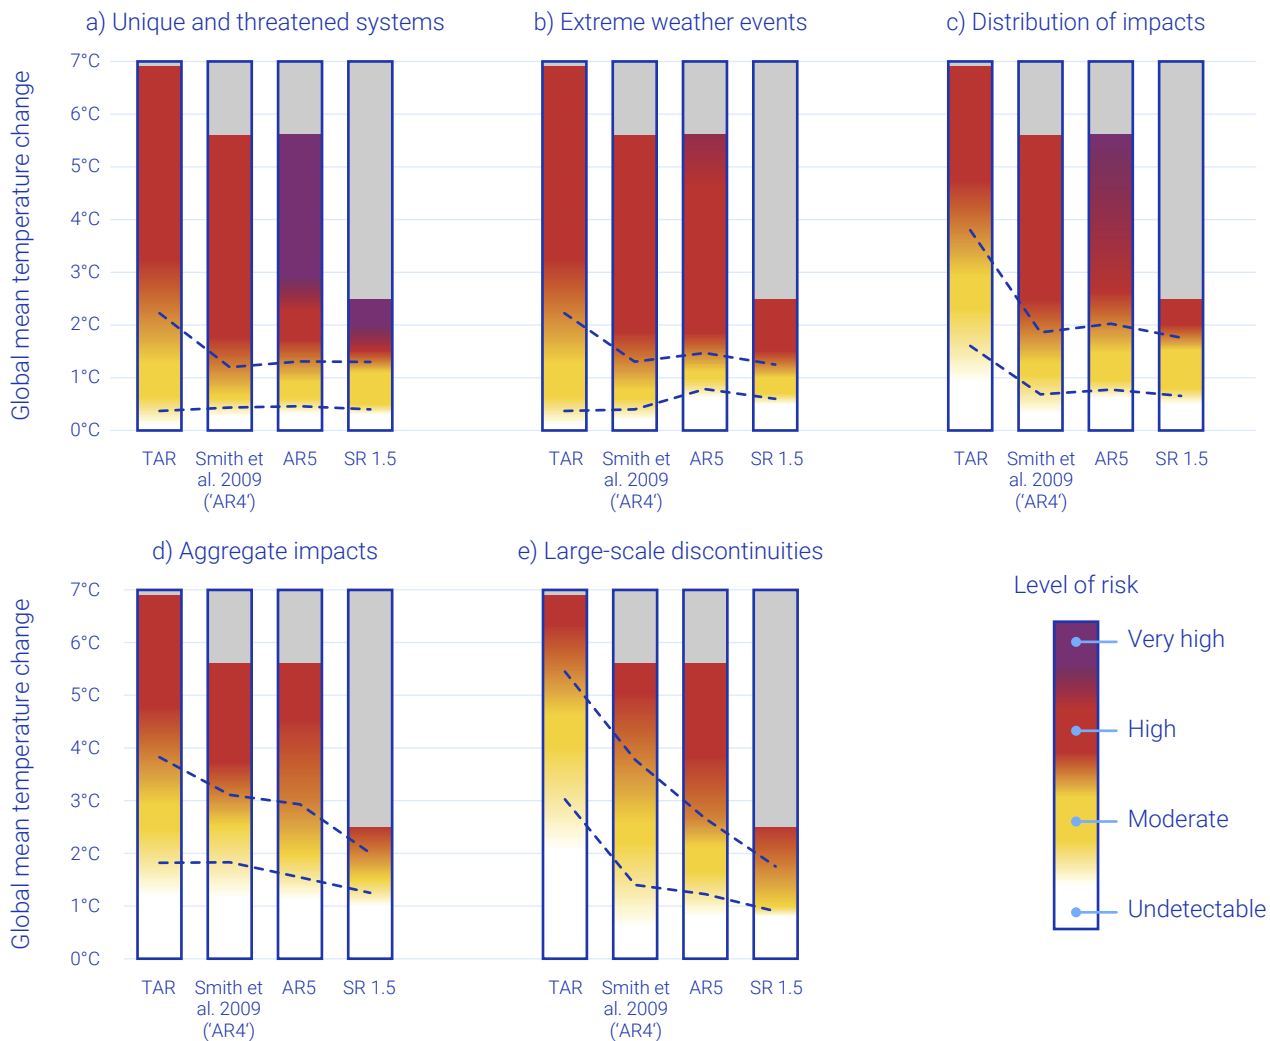 a) Unique and threatened systems
b) Extreme weather events
c) Distribution of impacts
Global mean temperature change
7°C
6°C
5°C
4°C
3°C
2°C
1°C
0°C
TAR
Smith et
al. 2009
(‘AR4‘)
AR5
SR 1.5
TAR
Smith et
al. 2009
(‘AR4‘)
AR5
SR 1.5
TAR
Smith et
al. 2009
(‘AR4‘)
AR5
SR 1.5
d) Aggregate impacts
e) Large-scale discontinuities
Global mean temperature change
7°C
6°C
5°C
4°C
3°C
2°C
1°C
0°C
TAR
Smith et
al. 2009
(‘AR4‘)
AR5
SR 1.5
TAR
Smith et
al. 2009
(‘AR4‘)
AR5
SR 1.5
Level of risk
Very high
High
Moderate
Undetectable